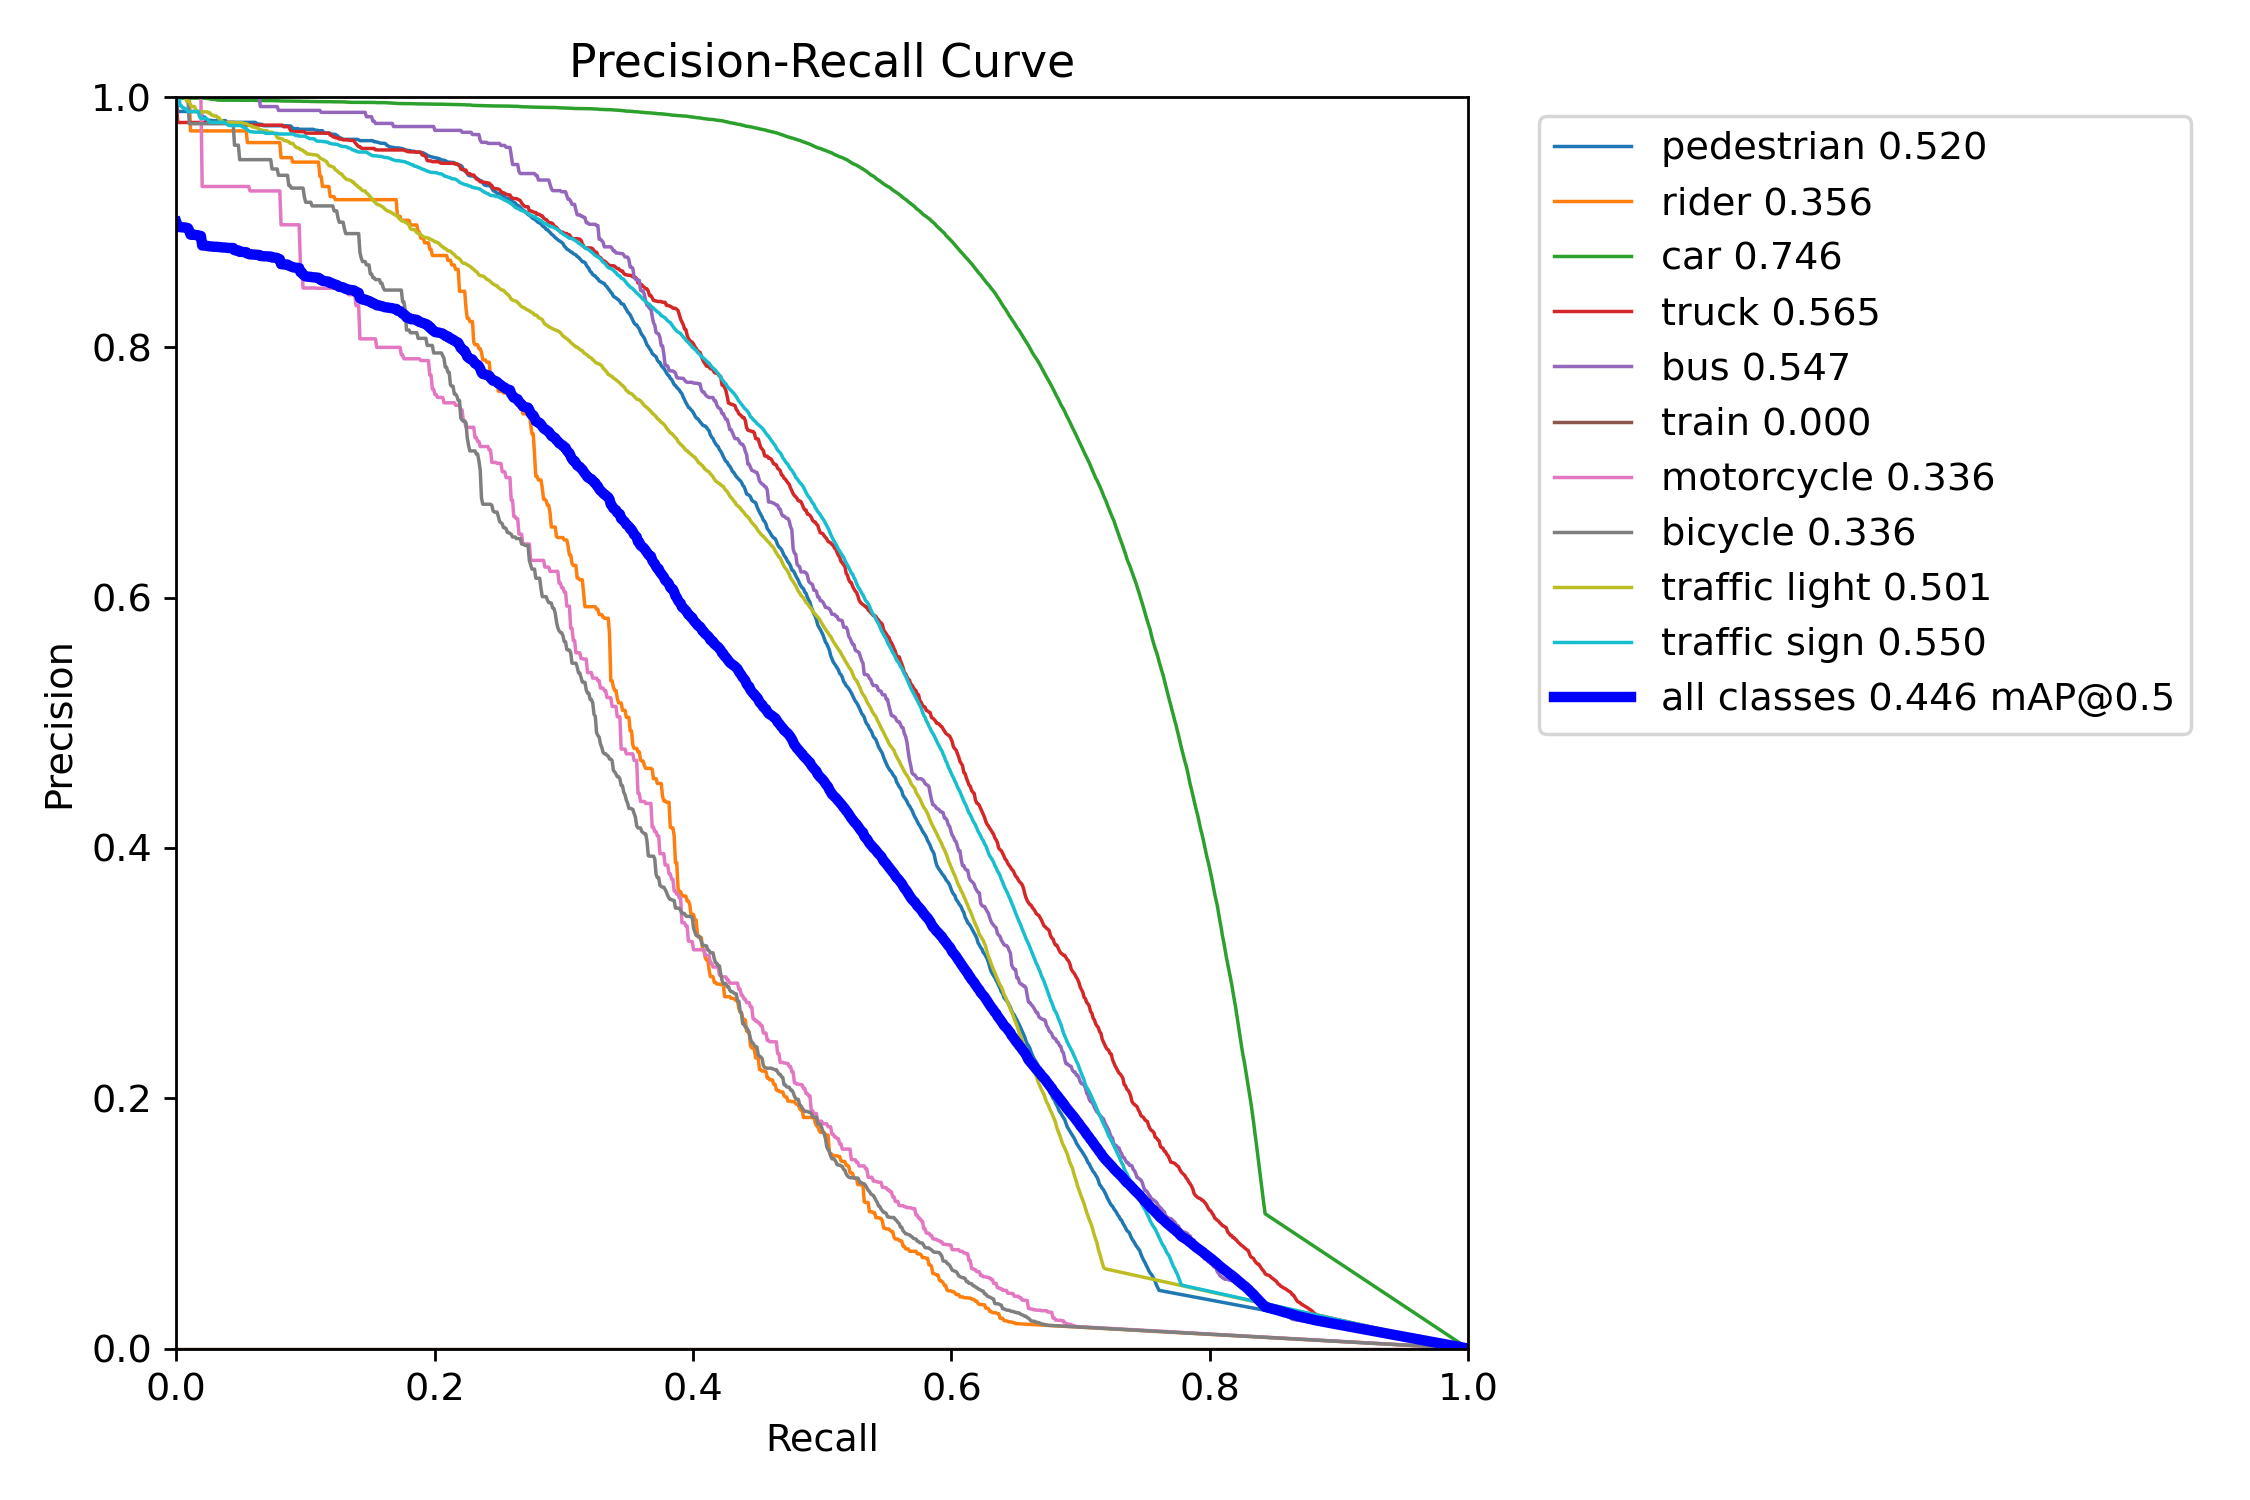 Precision-Recall Curve
1.0
0.8
0.6
0.4
0.2
0.0
Precision
0.0 0.2 0.4 0.6 0.8 1.0
Recall
pedestrian 0.520
rider 0.356
car 0.746
truck 0.565
bus 0.547
train 0.000
motorcycle 0.336
bicycle 0.336
traffic light 0.501
traffic sign 0.550
all classes 0.446 mAP@0.5